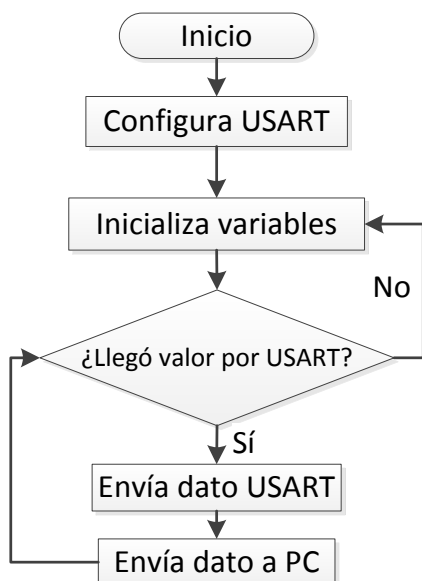 Inicio
Configura USART
Inicializa variables
No
¿Llegó valor por USART?
Sí
Envía dato USART
Envía dato a PC